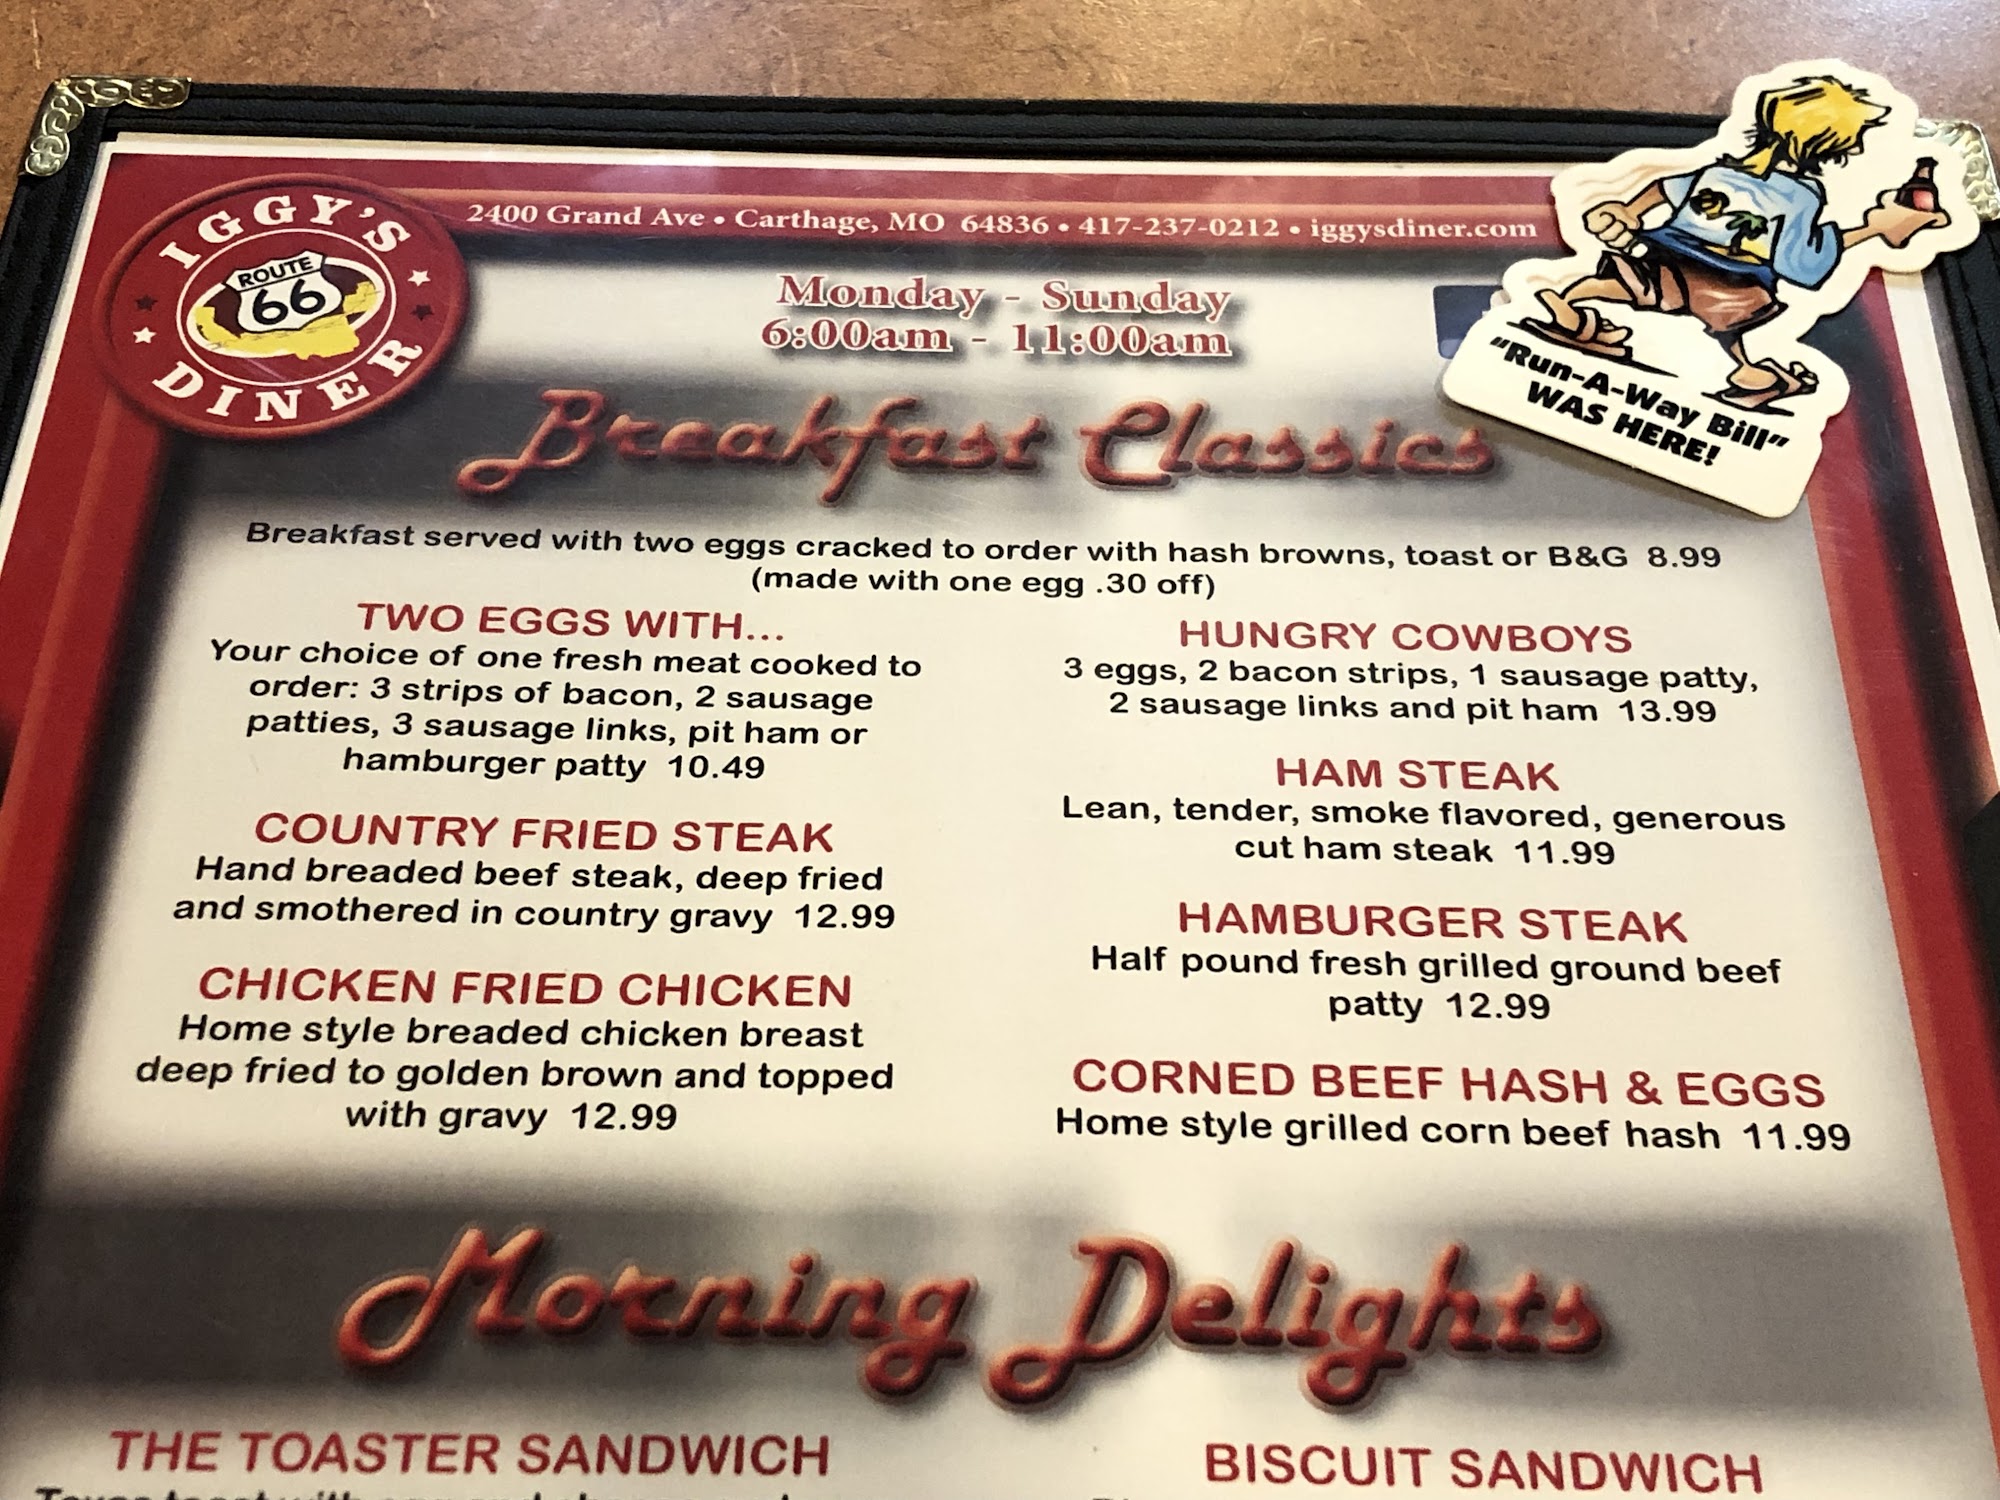 IGGY'S
DINER
ROUTE
66
2400 Grand Ave • Carthage, MO 64836 • 417-237-0212 • iggysdiner.com
Monday - Sunday
6:00am - 11:00am
"Run-A-Way Bill"
WAS HERE!
Breakfast Classics
Breakfast served with two eggs cracked to order with hash browns, toast or B&G 8.99
(made with one egg .30 off)
TWO EGGS WITH...
Your choice of one fresh meat cooked to
order: 3 strips of bacon, 2 sausage
patties, 3 sausage links, pit ham or
hamburger patty 10.49
COUNTRY FRIED STEAK
Hand breaded beef steak, deep fried
and smothered in country gravy 12.99
CHICKEN FRIED CHICKEN
Home style breaded chicken breast
deep fried to golden brown and topped
with gravy 12.99
HUNGRY COWBOYS
3 eggs, 2 bacon strips, 1 sausage patty,
2 sausage links and pit ham 13.99
HAM STEAK
Lean, tender, smoke flavored, generous
cut ham steak 11.99
HAMBURGER STEAK
Half pound fresh grilled ground beef
patty 12.99
CORNED BEEF HASH & EGGS
Home style grilled corn beef hash 11.99
Morning Delights
THE TOASTER SANDWICH
BISCUIT SANDWICH